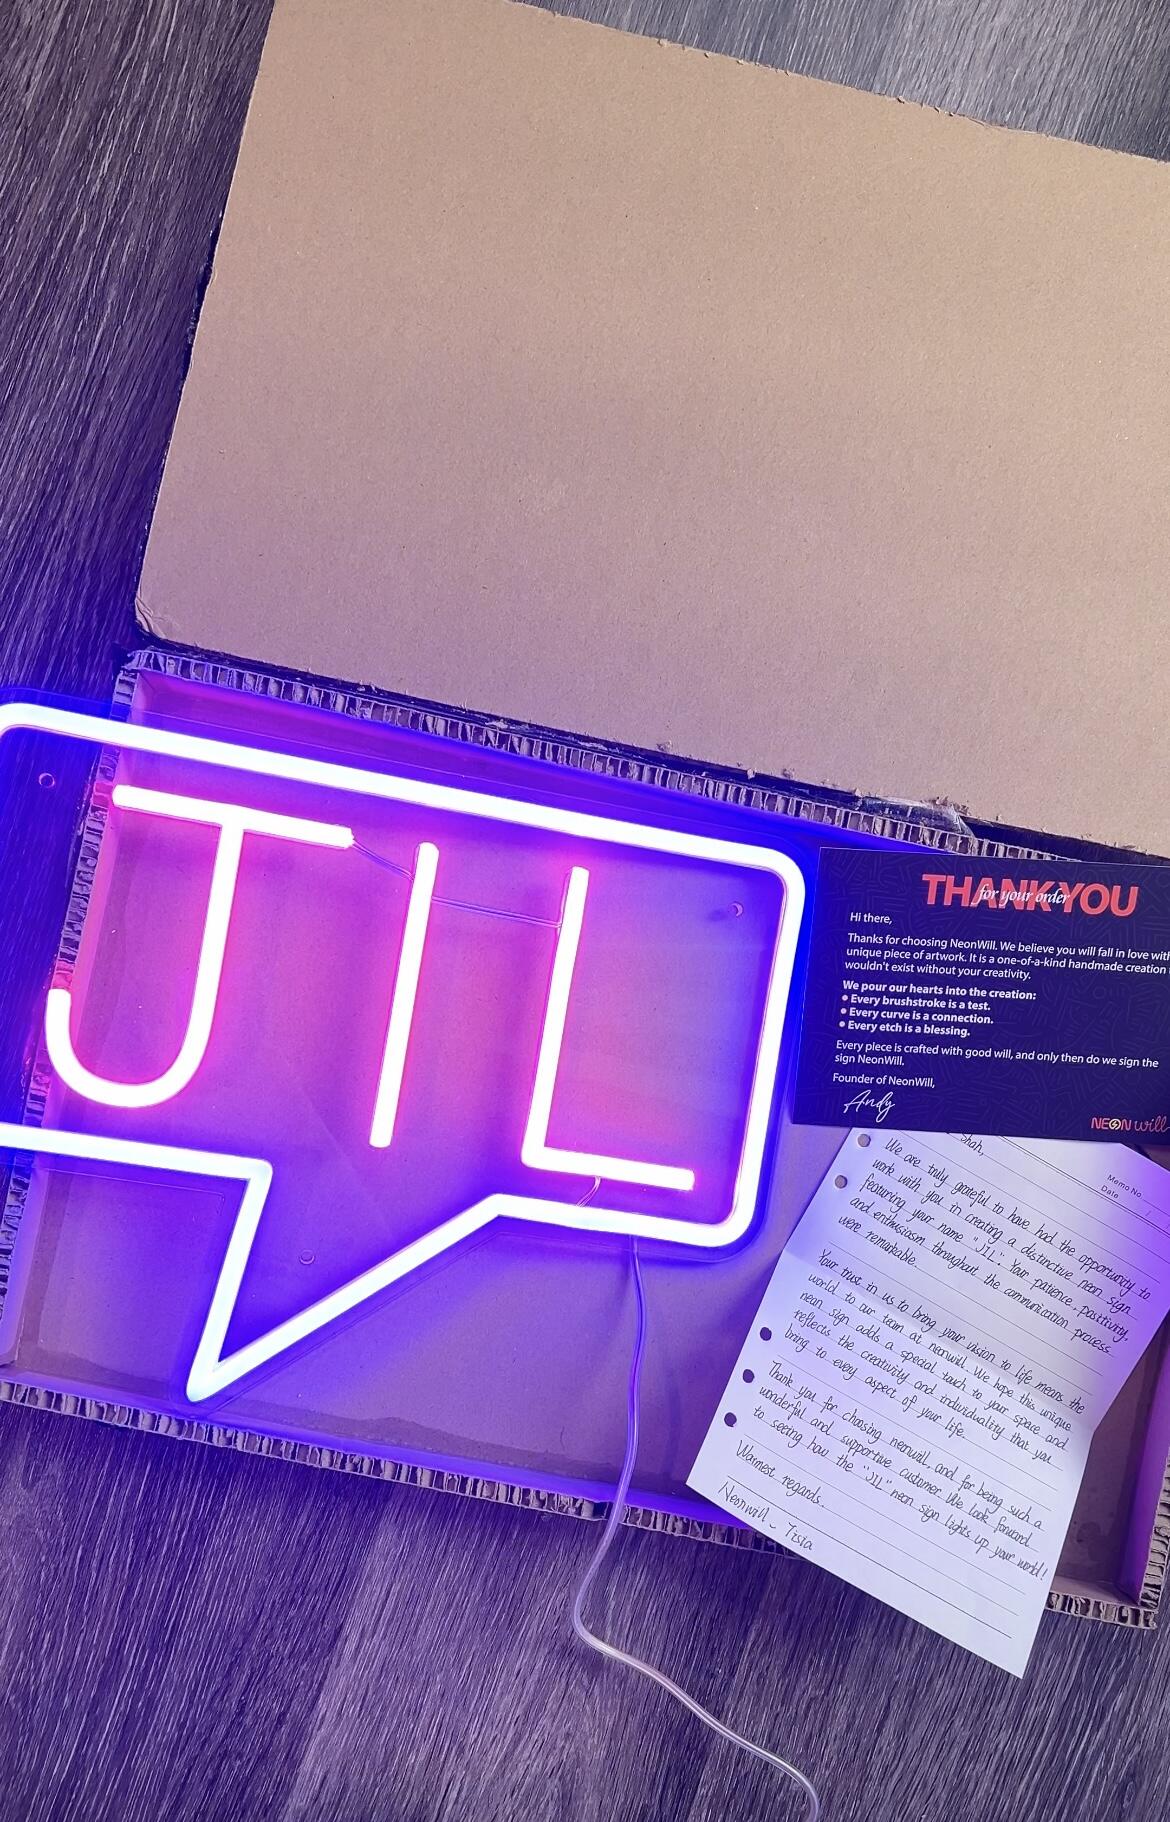 JIL
THANK YOU
for your order
Hi there,
Thanks for choosing NeonWill. We believe you will fall in love with
unique piece of artwork. It is a one-of-a-kind handmade creation
wouldn't exist without your creativity.
We pour our hearts into the creation:
• Every brushstroke is a test.
• Every curve is a connection.
• Every etch is a blessing.
Every piece is crafted with good will, and only then do we sign the
sign NeonWill.
Founder of NeonWill,
Andy
NEON will
Memo No.
Date
Shah,
We are truly grateful to have had the opportunity to
work with you in creating a distinctive neon sign
featuring your name "JIL". Your patience, positivity,
and enthusiasm throughout the communication process
were remarkable.
Your trust in us to bring your vision to life means the
world to our team at neonwill. We hope this unique
neon sign adds a special touch to your space and
reflects the creativity and individuality that you
bring to every aspect of your life.
Thank you for choosing neonwill, and for being such a
wonderful and supportive customer. We look forward
to seeing how the "JIL" neon sign lights up your world!
Warmest regards.
Neonwill -